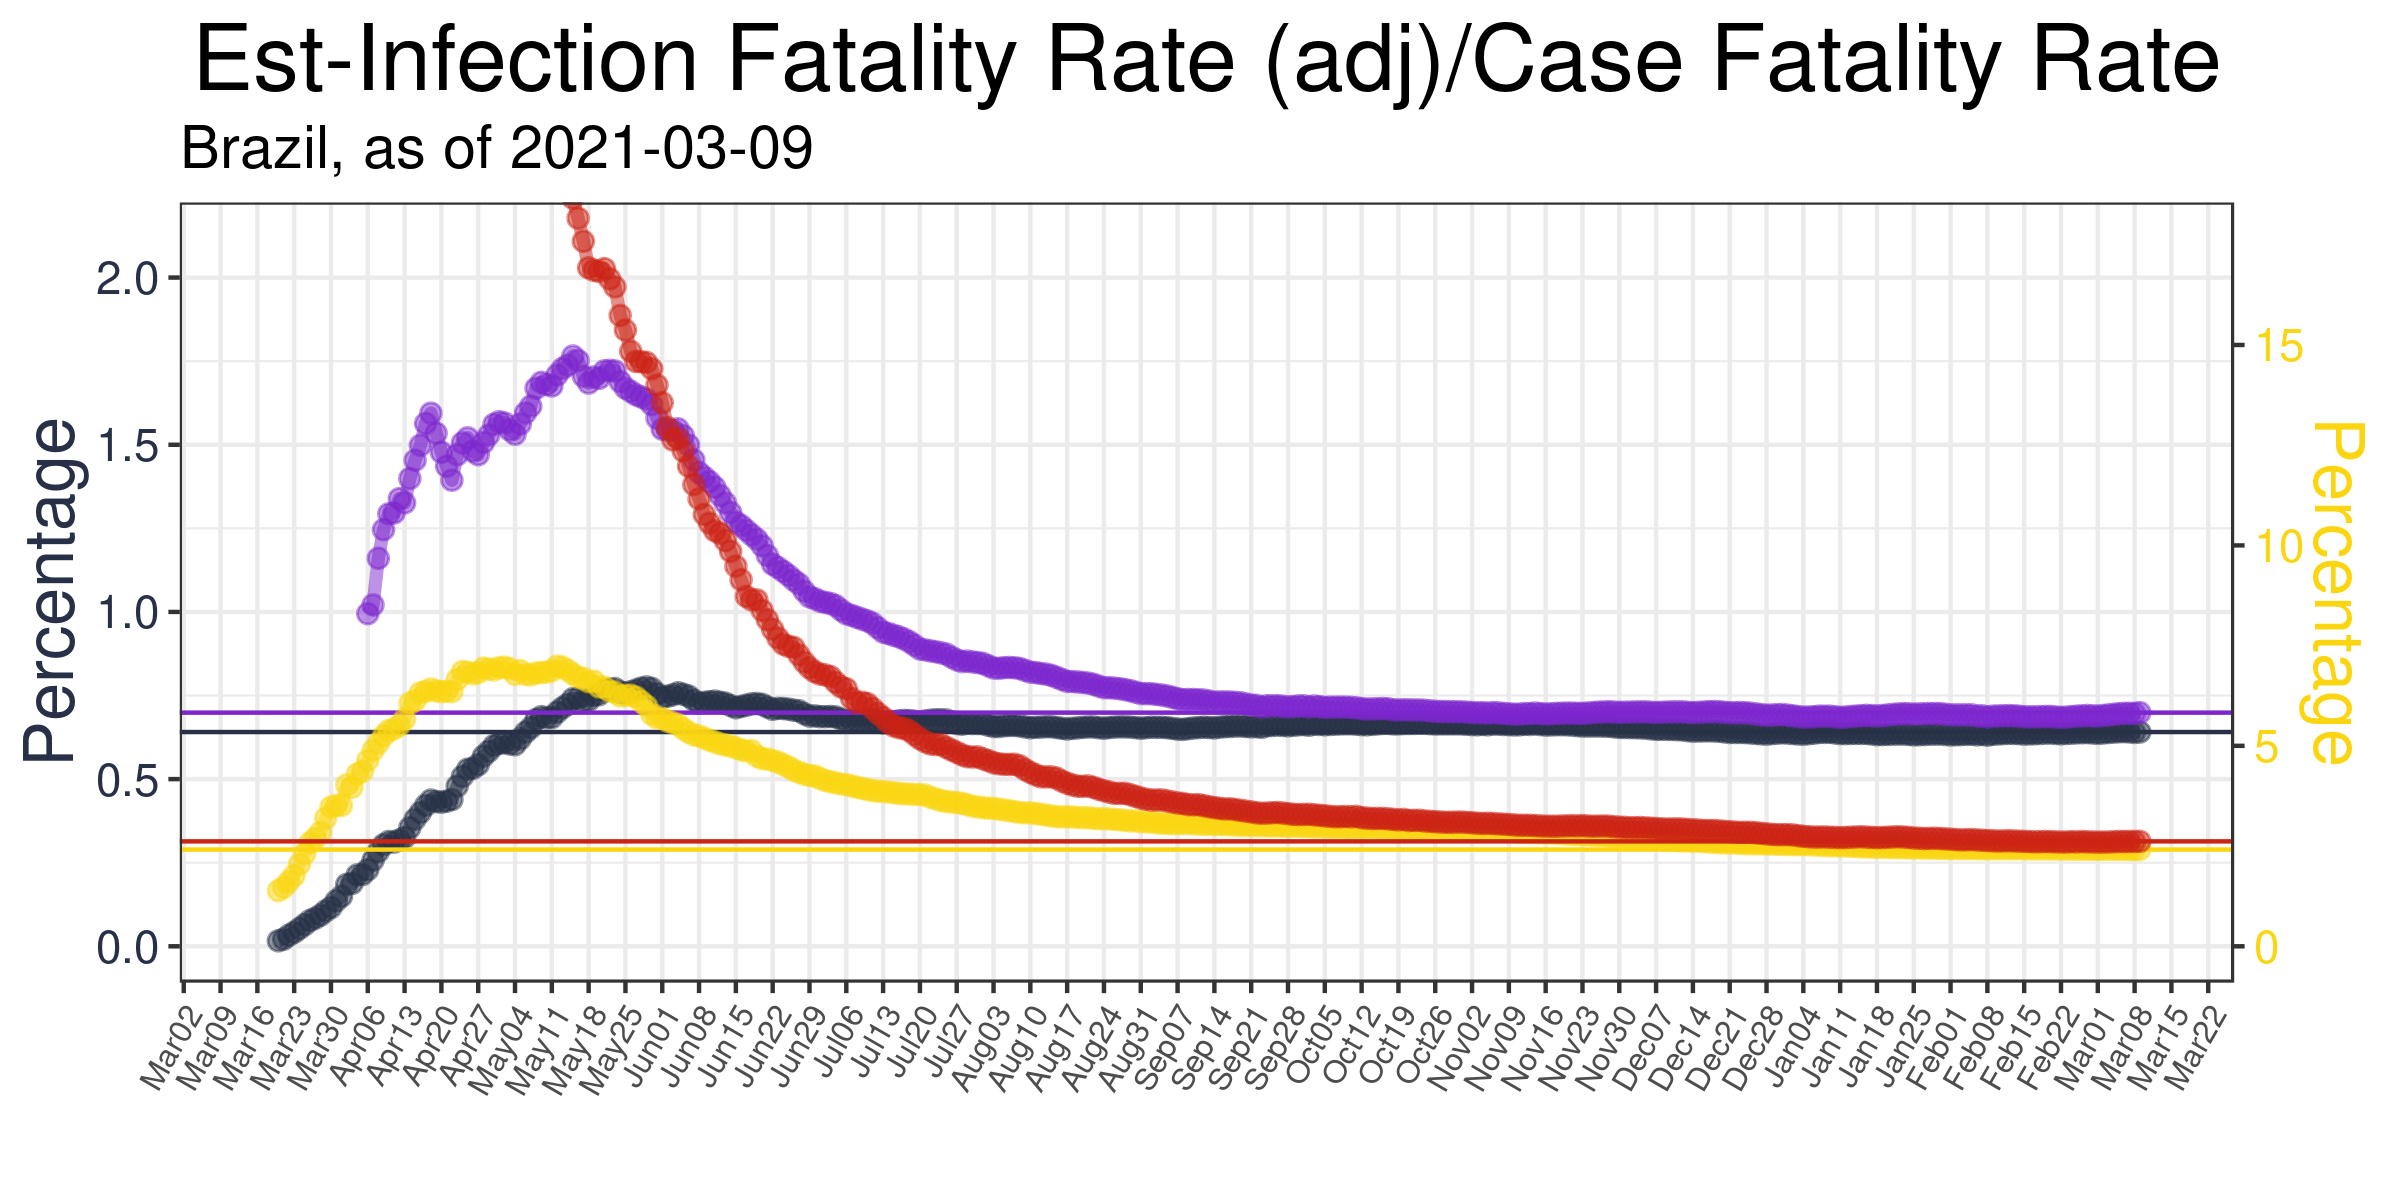 Est-Infection Fatality Rate (adj)/Case Fatality Rate
Brazil, as of 2021-03-09
Percentage
2.0
1.5
1.0
0.5
0.0
15
10
5
0
Percentage
Mar02
Mar09
Mar16
Mar23
Mar30
Apr06
Apr13
Apr20
Apr27
May04
May11
May18
May25
Jun01
Jun08
Jun15
Jun22
Jun29
Jul06
Jul13
Jul20
Jul27
Aug03
Aug10
Aug17
Aug24
Aug31
Sep07
Sep14
Sep21
Sep28
Oct05
Oct12
Oct19
Oct26
Nov02
Nov09
Nov16
Nov23
Nov30
Dec07
Dec14
Dec21
Dec28
Jan04
Jan11
Jan18
Jan25
Feb01
Feb08
Feb15
Feb22
Mar01
Mar08
Mar15
Mar22